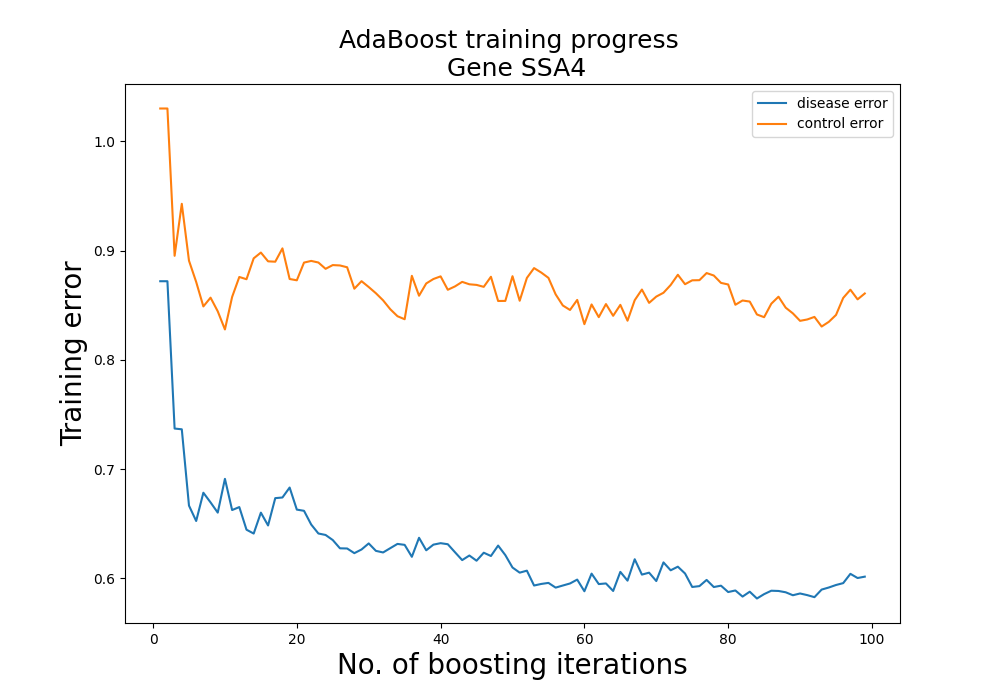 AdaBoost training progress
Gene SSA4
disease error
control error
Training error
1.0
0.9
0.8
0.7
0.6
0
20
40
60
80
100
No. of boosting iterations